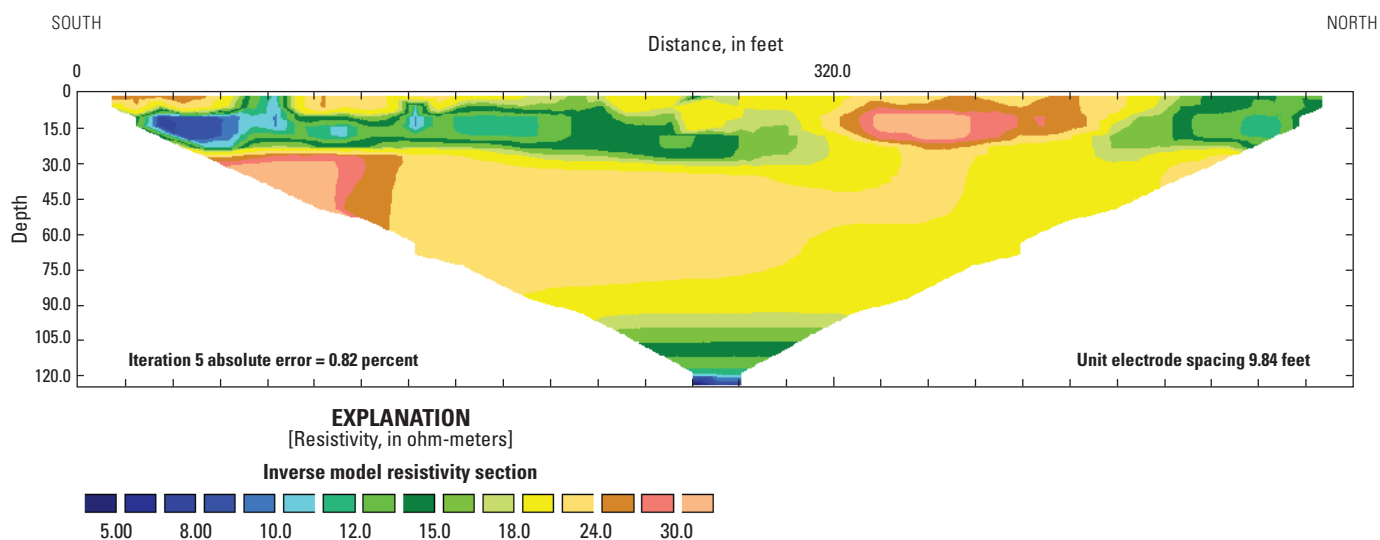 SOUTH
NORTH
Distance, in feet
0
320.0
Depth
0
15.0
30.0
45.0
60.0
75.0
90.0
105.0
120.0
Iteration 5 absolute error = 0.82 percent
Unit electrode spacing 9.84 feet
EXPLANATION
[Resistivity, in ohm-meters]
Inverse model resistivity section
5.00 8.00 10.0 12.0 15.0 18.0 24.0 30.0